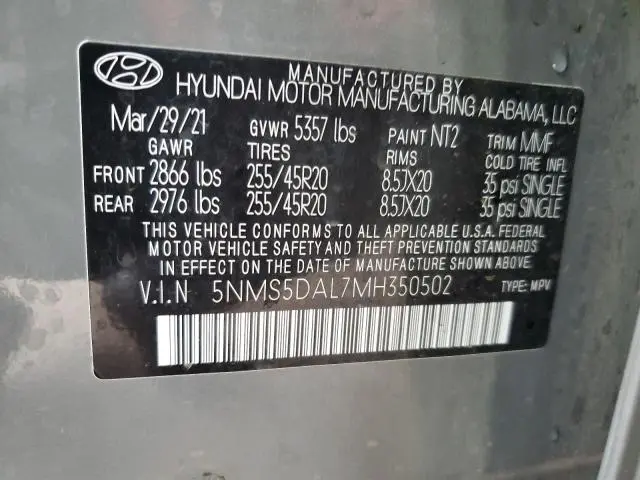 MANUFACTURED BY
HYUNDAI MOTOR MANUFACTURING ALABAMA, LLC
Mar/29/21 GVWR 5357 lbs PAINT NT2 TRIM MMF
GAWR TIRES RIMS COLD TIRE INFL
FRONT 2866 lbs 255/45R20 8.5JX20 35 psi SINGLE
REAR 2976 lbs 255/45R20 8.5JX20 35 psi SINGLE
THIS VEHICLE CONFORMS TO ALL APPLICABLE U.S.A. FEDERAL
MOTOR VEHICLE SAFETY AND THEFT PREVENTION STANDARDS
IN EFFECT ON THE DATE OF MANUFACTURE SHOWN ABOVE.
V.I.N 5NMS5DAL7MH350502 TYPE: MPV